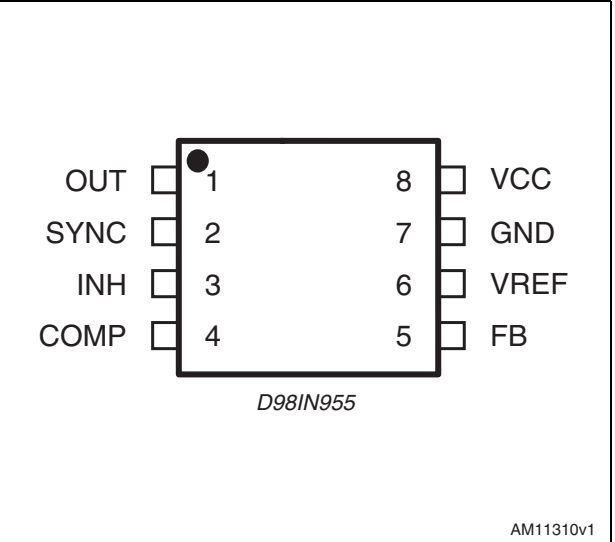 OUT 1 8 VCC
SYNC 2 7 GND
INH 3 6 VREF
COMP 4 5 FB
D98IN955
AM11310v1